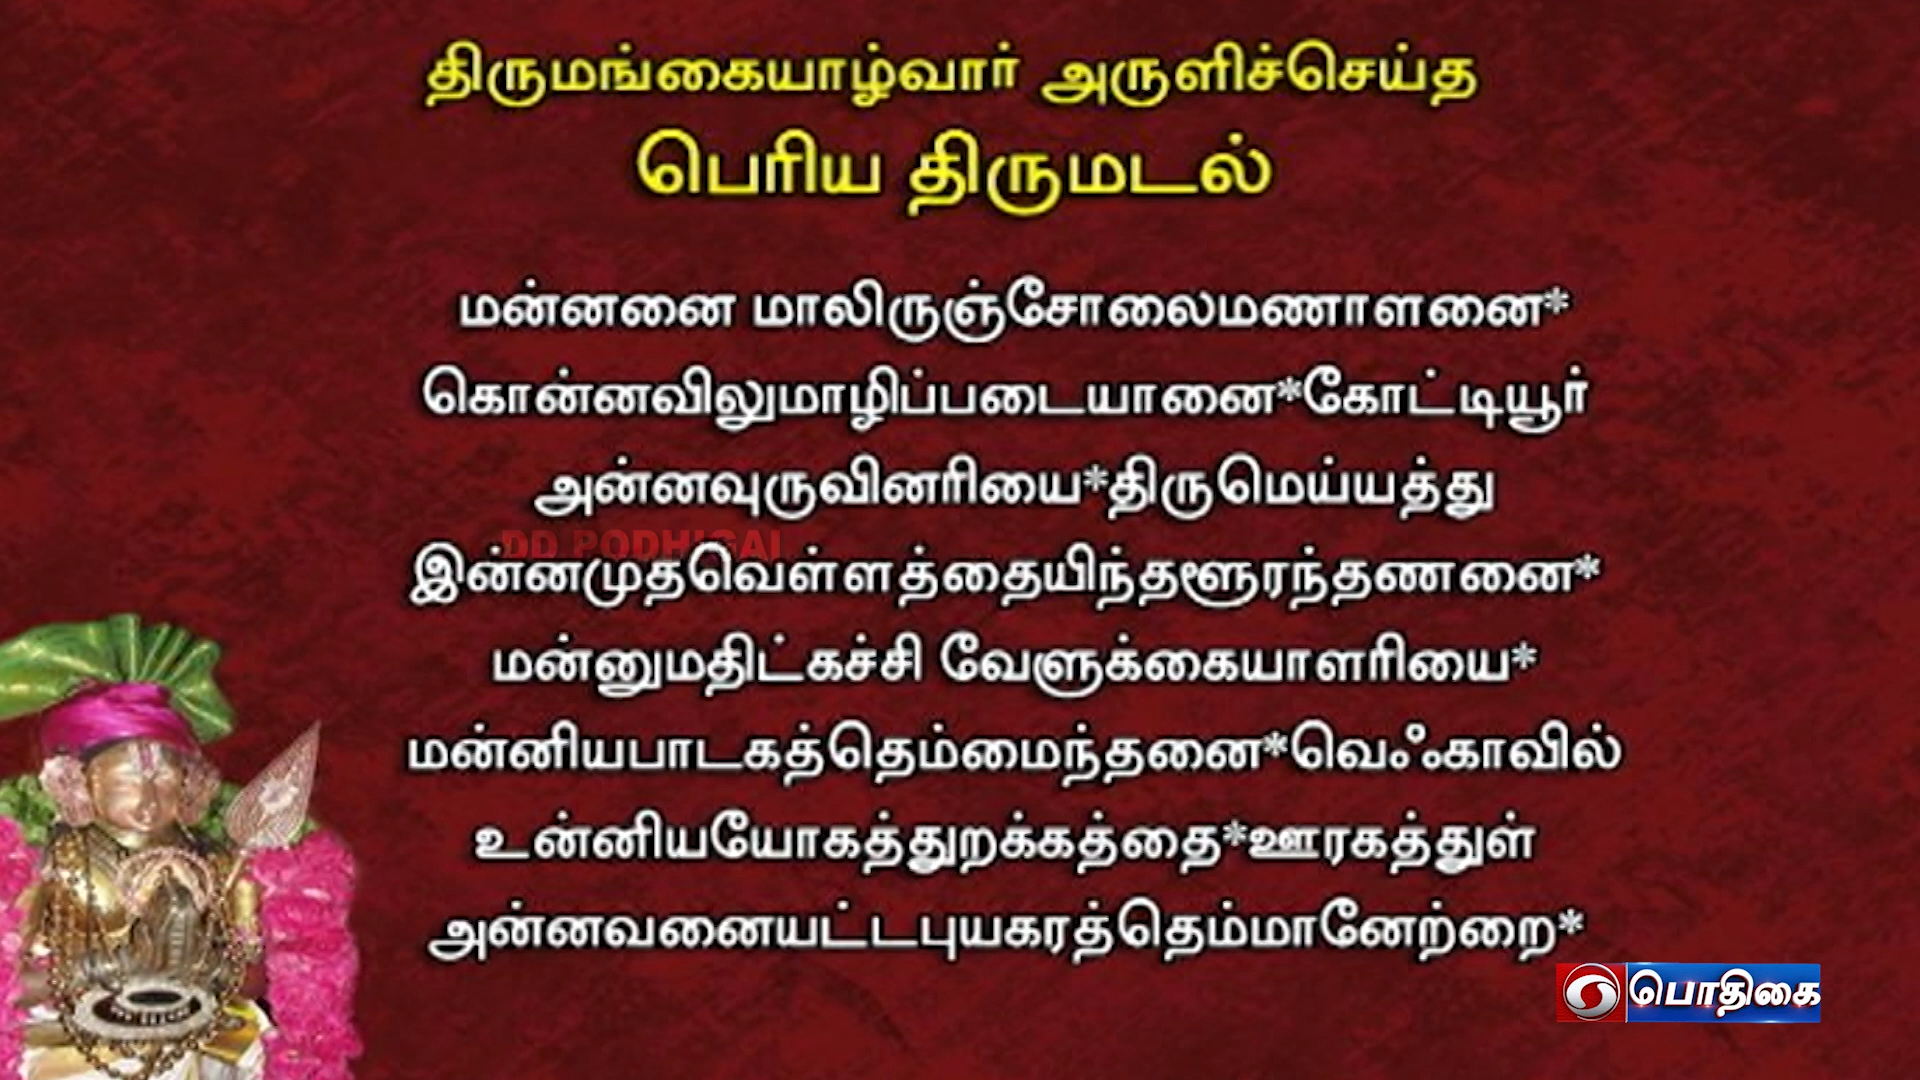 திருமங்கையாழ்வார் அருளிச்செய்த
பெரிய திருமடல்
மன்னனை மாலிருஞ்சோலைமணாளனை*
கொன்னவிலுமாழிப்படையானை*கோட்டியூர்
அன்னவுருவினரியை*திருமெய்யத்து
DD PODHIGAI
இன்னமுதவெள்ளத்தையிந்தளூரந்தணனை*
மன்னுமதிட்கச்சி வேளுக்கையாளரியை*
மன்னியபாடகத்தெம்மைந்தனை*வெஃகாவில்
உன்னியயோகத்துறக்கத்தை*ஊரகத்துள்
அன்னவனையட்டபுயகரத்தெம்மானேற்றை*
பொதிகை